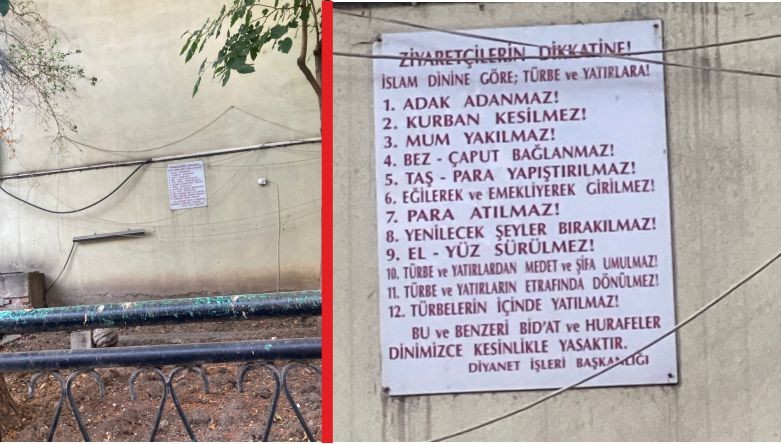 ZİYARETÇİLERİN DİKKATİNE!
İSLAM DİNİNE GÖRE; TÜRBE ve YATIRLARA!
1. ADAK ADANMAZ!
2. KURBAN KESİLMEZ!
3. MUM YAKILMAZ!
4. BEZ - ÇAPUT BAĞLANMAZ!
5. TAŞ - PARA YAPIŞTIRILMAZ!
6. EĞİLEREK ve EMEKLİYEREK GİRİLMEZ!
7. PARA ATILMAZ!
8. YENİLECEK ŞEYLER BIRAKILMAZ!
9. EL - YÜZ SÜRÜLMEZ!
10. TÜRBE ve YATIRLARDAN MEDET ve ŞİFA UMULMAZ!
11. TÜRBE ve YATIRLARIN ETRAFINDA DÖNÜLMEZ!
12. TÜRBELERİN İÇİNDE YATILMAZ!
BU ve BENZERİ BİD'AT ve HURAFELER
DİNİMİZCE KESİNLİKLE YASAKTIR.
DİYANET İŞLERİ BAŞKANLIĞI